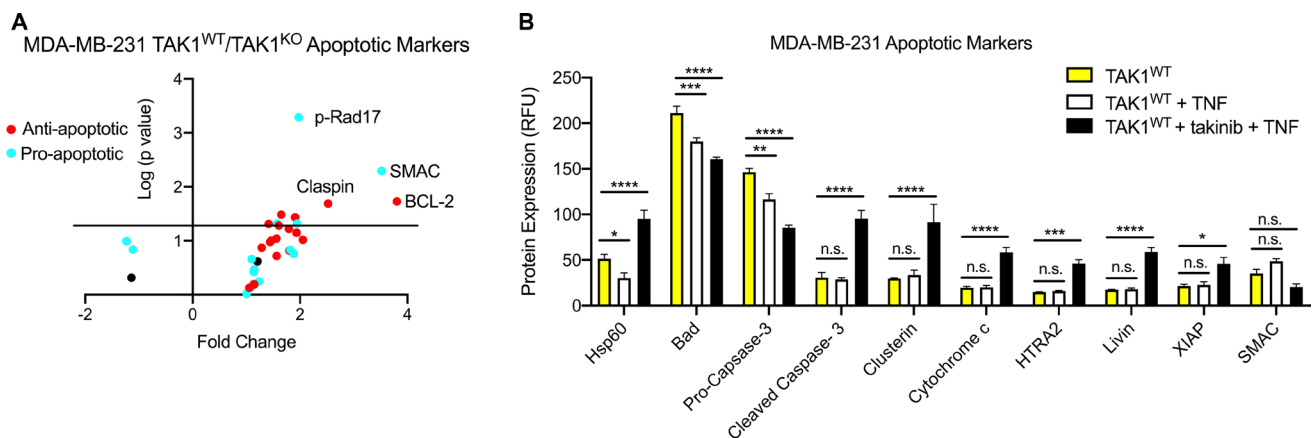 A
MDA-MB-231 TAK1WT/TAK1KO Apoptotic Markers
Anti-apoptotic
Pro-apoptotic
Log (p value)
4
3
2
1
p-Rad17
SMAC
Claspin
BCL-2
-2
0
2
4
Fold Change
B
MDA-MB-231 Apoptotic Markers
TAK1WT
TAK1WT + TNF
TAK1WT + takinib + TNF
Protein Expression (RFU)
250
200
150
100
50
0
****
*
****
***
****
**
****
n.s.
****
n.s.
****
n.s.
***
n.s.
****
n.s.
*
n.s.
n.s.
n.s.
Hsp60
Bad
Pro-Capsase-3
Cleaved Caspase- 3
Clusterin
Cytochrome c
HTRA2
Livin
XIAP
SMAC